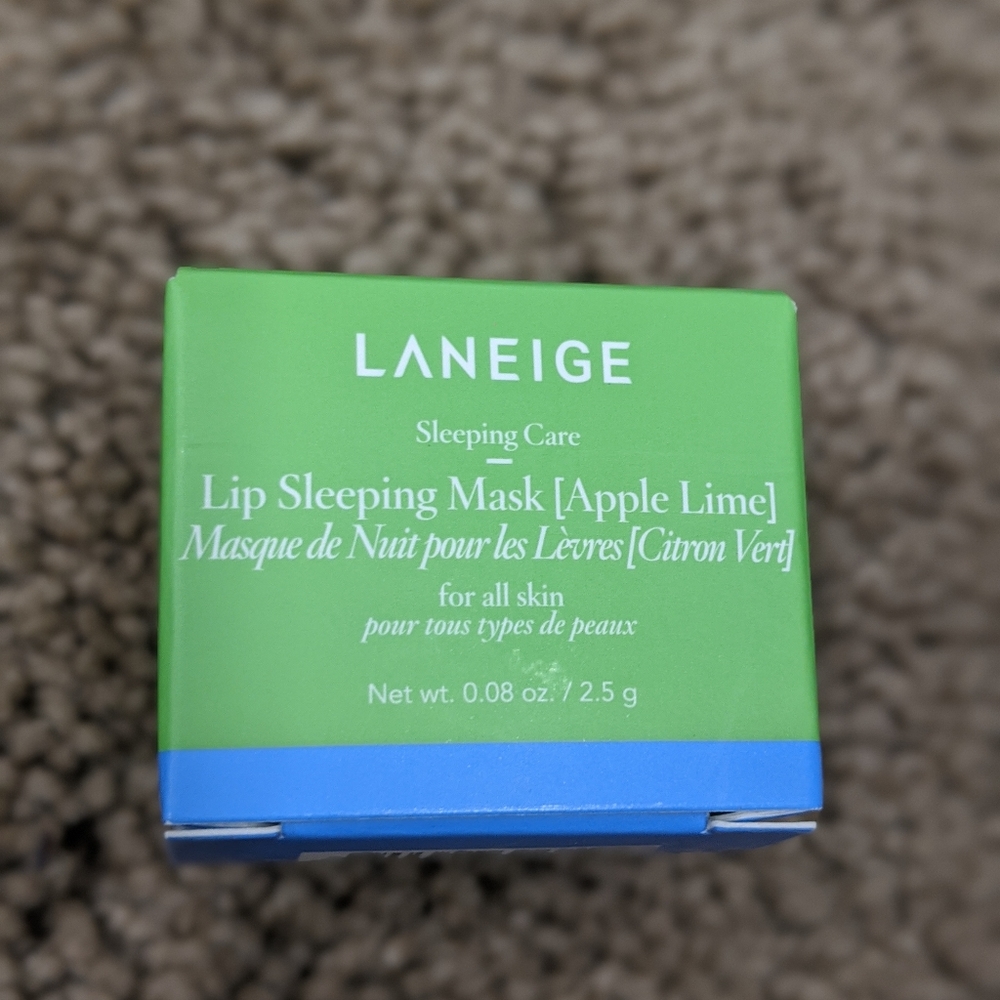 LANEIGE
Sleeping Care
Lip Sleeping Mask [Apple Lime]
Masque de Nuit pour les Lèvres [Citron Vert]
for all skin
pour tous types de peaux
Net wt. 0.08 oz. / 2.5 g